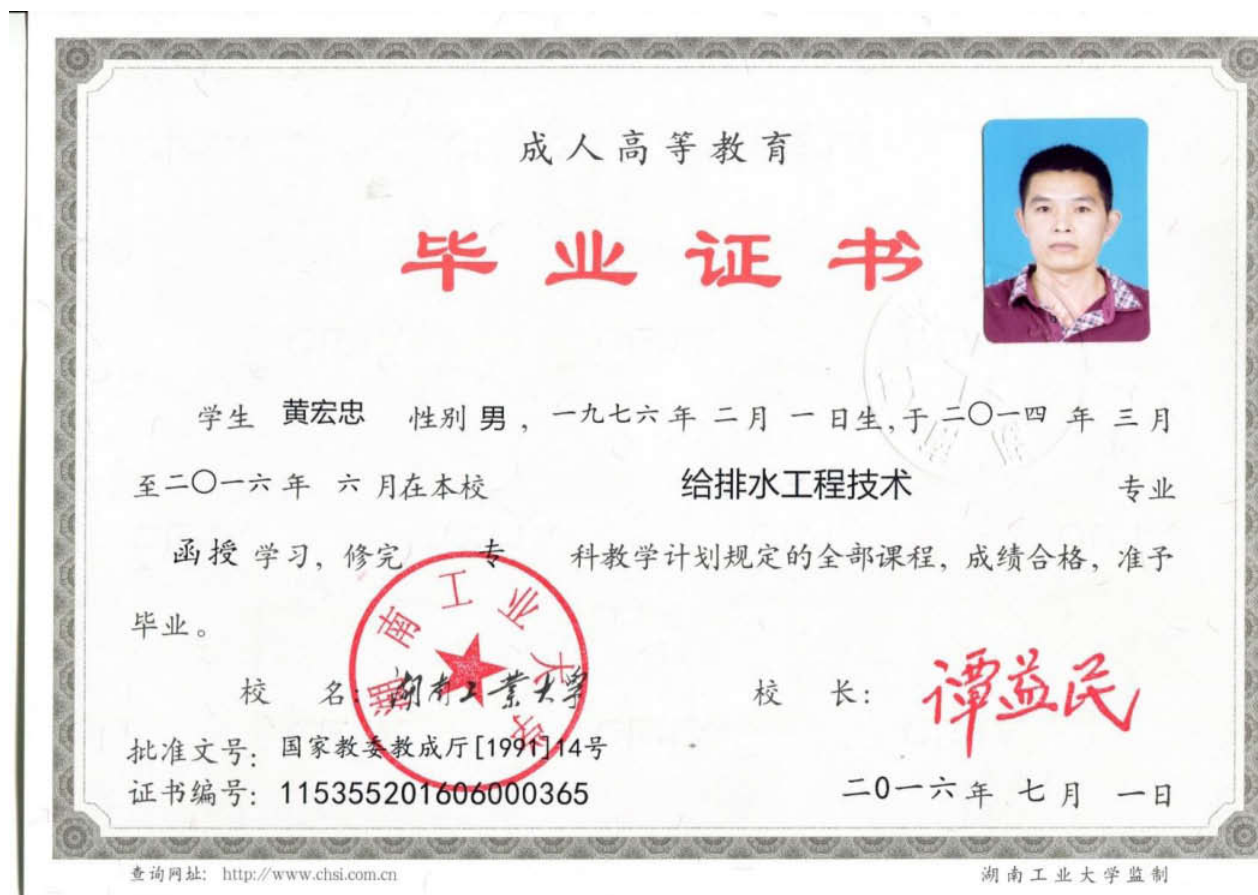 成人高等教育
毕业证书
学生 黄宏忠 性别 男，一九七六年 二月 一日生，于二〇一四 年 三月
至二〇一六年 六月在本校 给排水工程技术 专业
函授 学习，修完 专 科教学计划规定的全部课程，成绩合格，准予
毕业。
校 名：湖南工业大学 校 长：谭益民
湖南工业大学
批准文号：国家教委教成厅[1991]14号
证书编号：115355201606000365 二0一六年 七月 一日
查询网址：http://www.chsi.com.cn 湖南工业大学监制